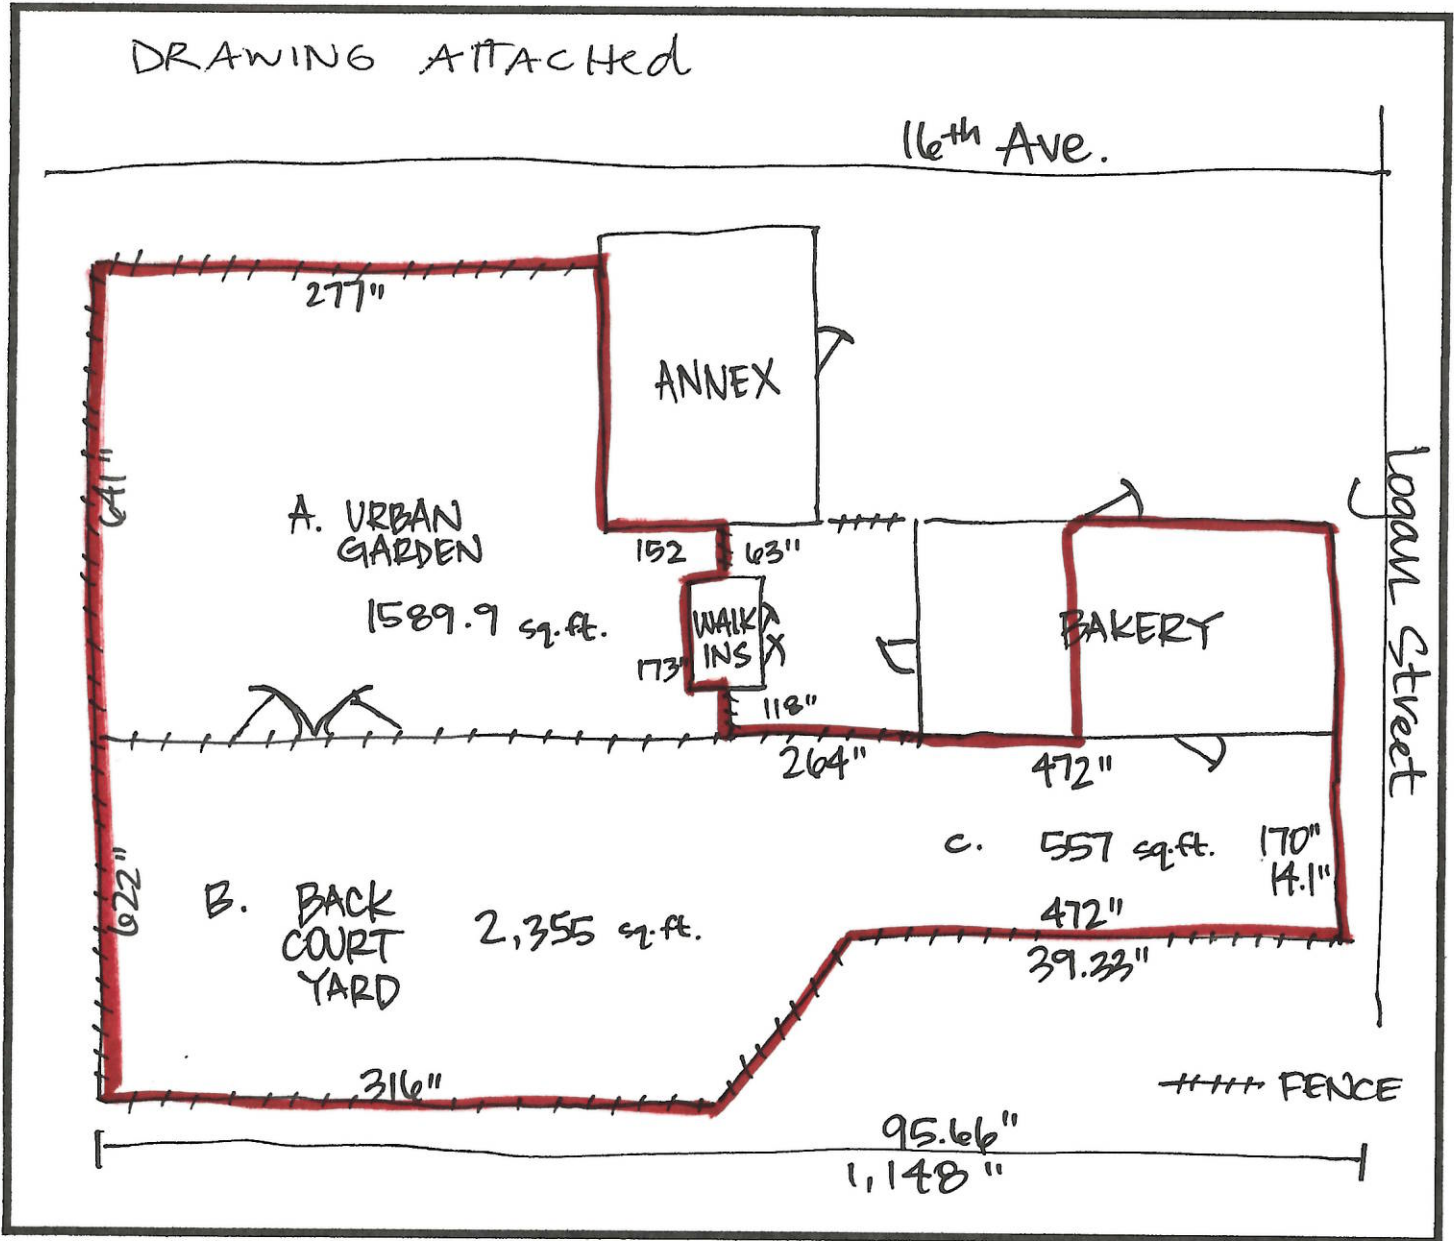 DRAWING ATTACHed
16th Ave.
277"
ANNEX
641"
A. URBAN
GARDEN
1589.9 sq.ft.
152
63"
WALK
INS
173"
118"
BAKERY
Logan Street
264"
472"
C. 557 sq.ft.
170"
14.1"
622"
B. BACK
COURT
YARD
2,355 sq.ft.
472"
39.33"
316"
FENCE
95.66"
1,148"